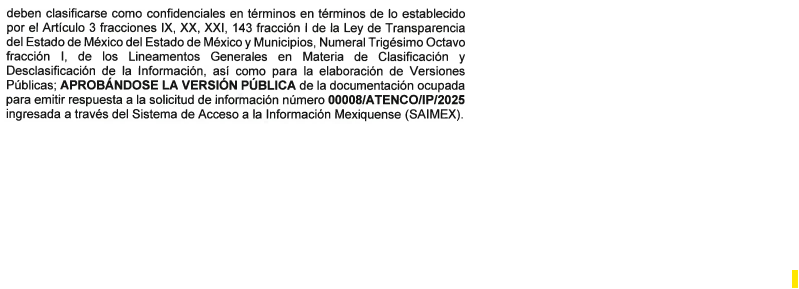 deben clasificarse como confidenciales en términos en términos de lo establecido
por el Artículo 3 fracciones IX, XX, XXI, 143 fracción I de la Ley de Transparencia
del Estado de México del Estado de México y Municipios, Numeral Trigésimo Octavo
fracción I, de los Lineamentos Generales en Materia de Clasificación y
Desclasificación de la Información, así como para la elaboración de Versiones
Públicas; APROBÁNDOSE LA VERSIÓN PÚBLICA de la documentación ocupada
para emitir respuesta a la solicitud de información número 00008/ATENCO/IP/2025
ingresada a través del Sistema de Acceso a la Información Mexiquense (SAIMEX).